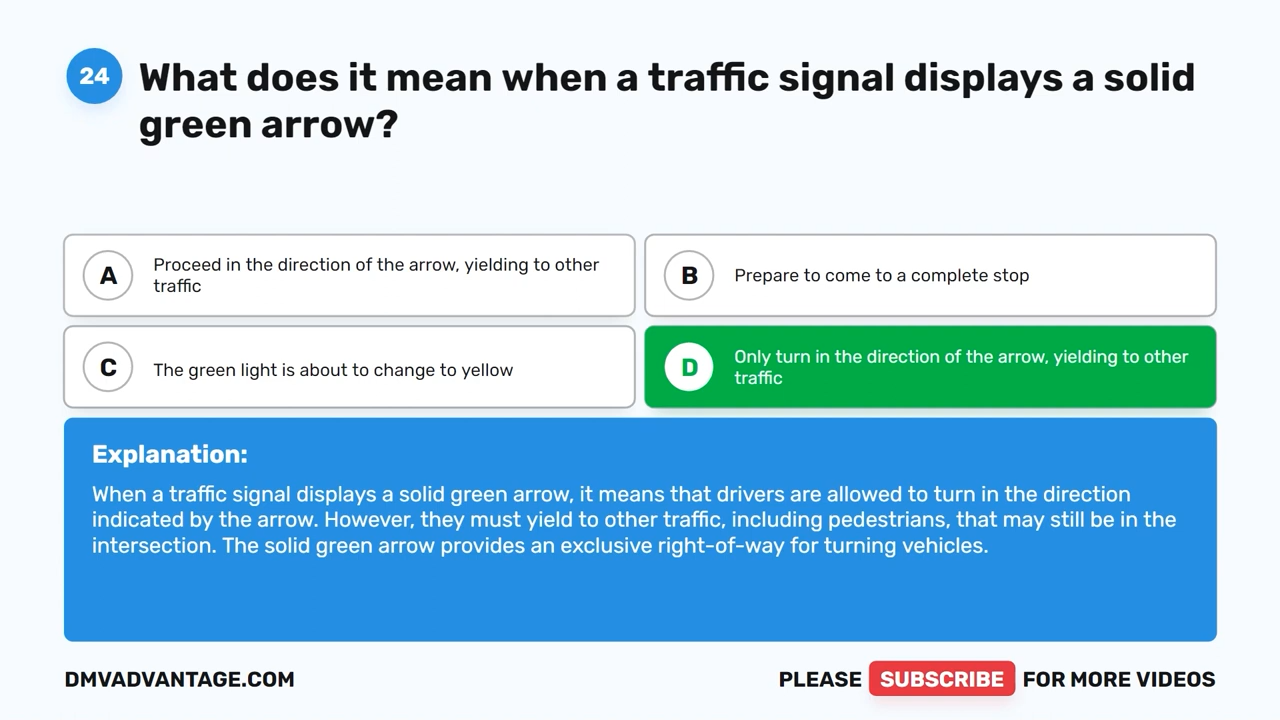 24
What does it mean when a traffic signal displays a solid
green arrow?
A
Proceed in the direction of the arrow, yielding to other
traffic
B
Prepare to come to a complete stop
C
The green light is about to change to yellow
D
Only turn in the direction of the arrow, yielding to other
traffic
Explanation:
When a traffic signal displays a solid green arrow, it means that drivers are allowed to turn in the direction
indicated by the arrow. However, they must yield to other traffic, including pedestrians, that may still be in the
intersection. The solid green arrow provides an exclusive right-of-way for turning vehicles.
DMVADVANTAGE.COM
PLEASE SUBSCRIBE FOR MORE VIDEOS